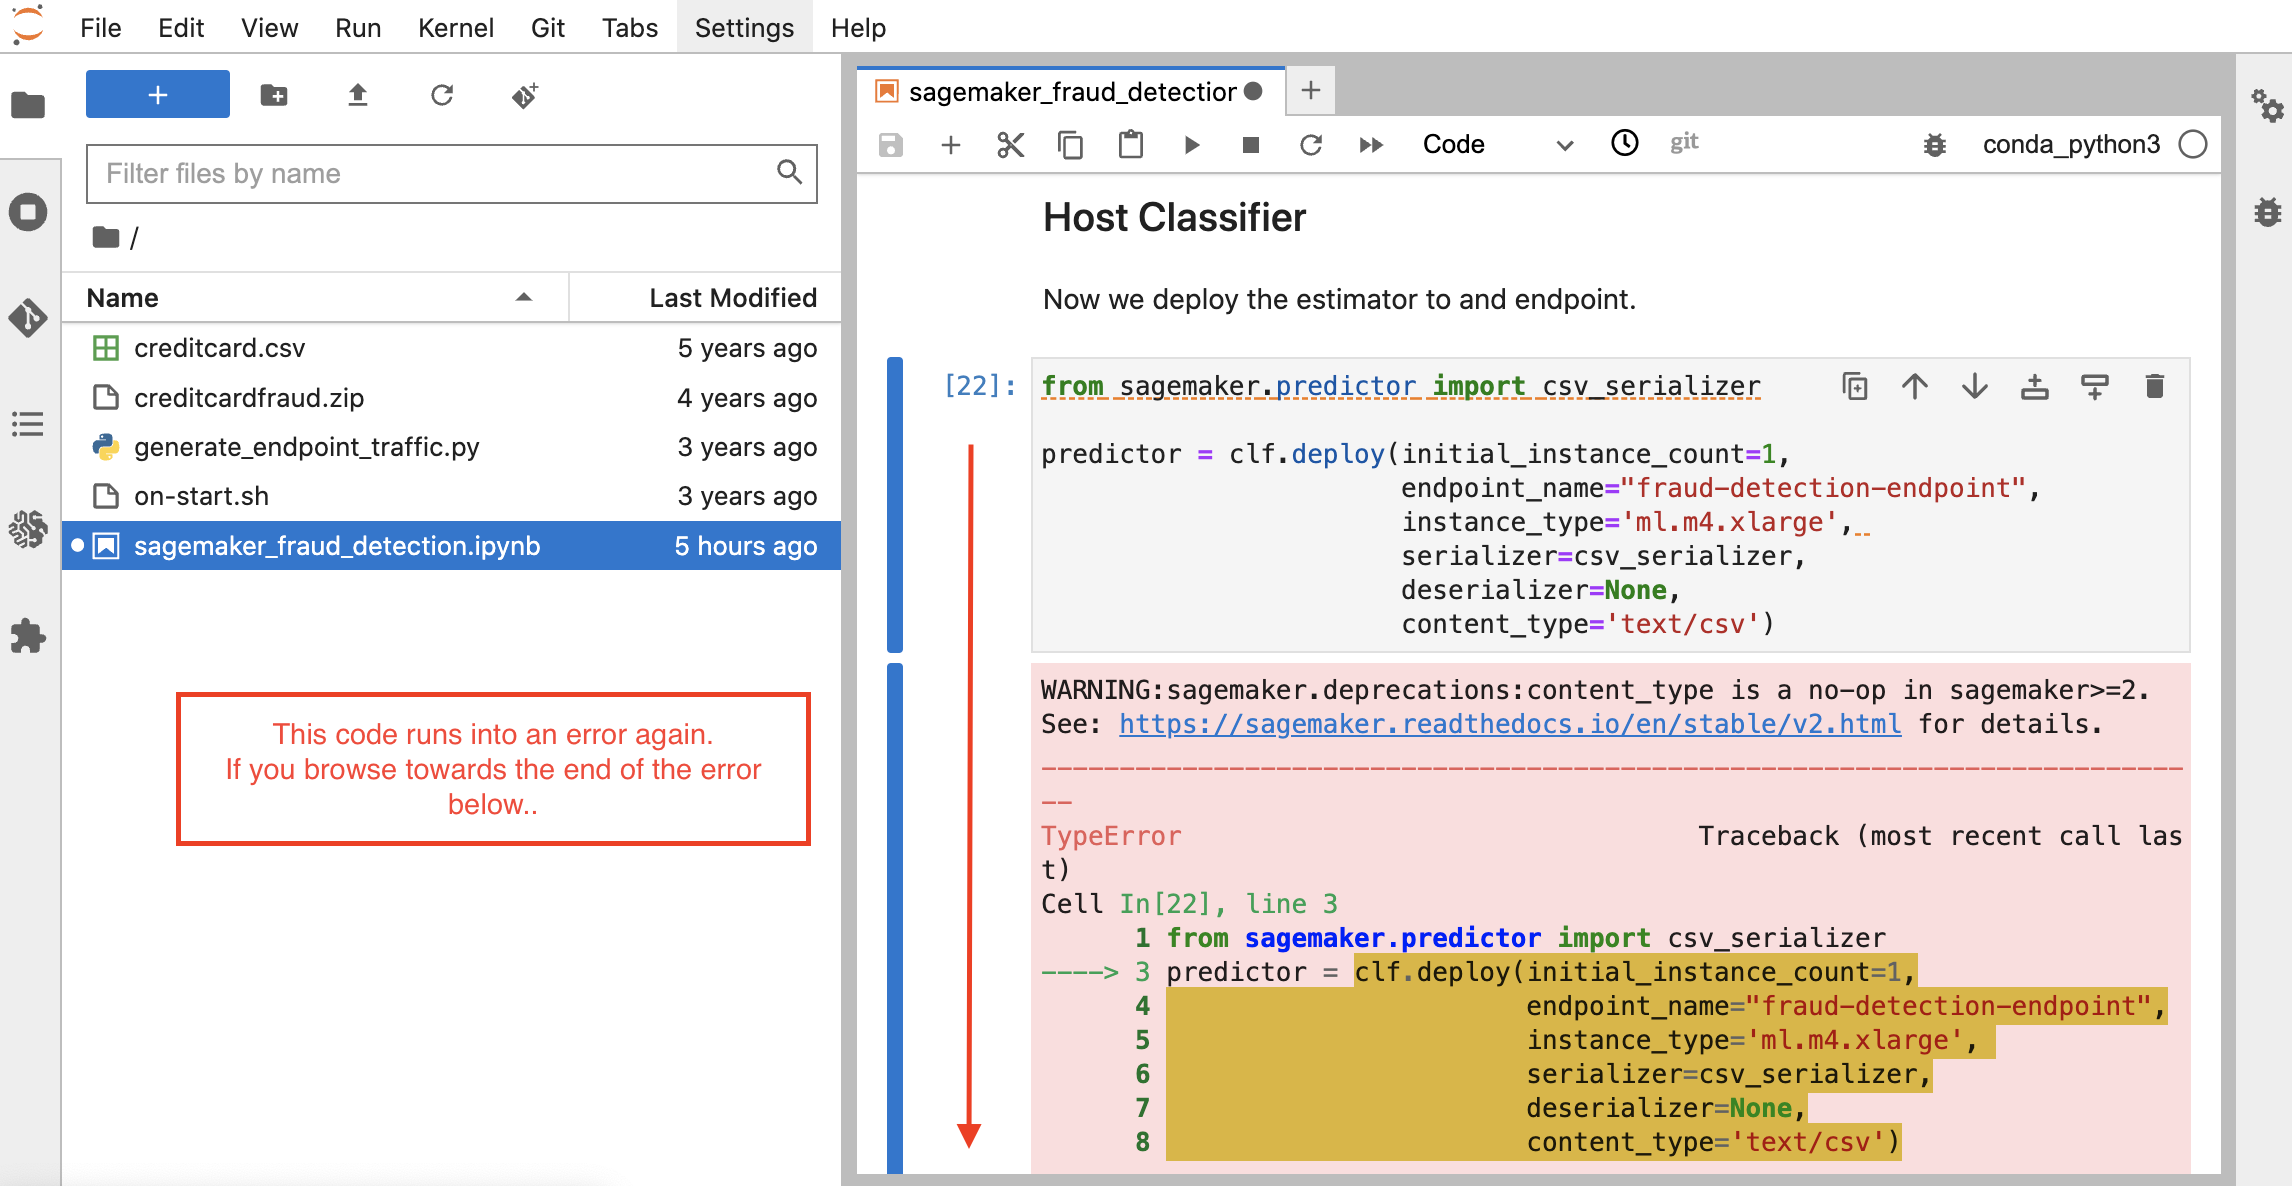 File Edit View Run Kernel Git Tabs Settings Help
+
Filter files by name
/
Name Last Modified
creditcard.csv 5 years ago
creditcardfraud.zip 4 years ago
generate_endpoint_traffic.py 3 years ago
on-start.sh 3 years ago
sagemaker_fraud_detection.ipynb 5 hours ago
This code runs into an error again.
If you browse towards the end of the error
below..
sagemaker_fraud_detection
Code git conda_python3
Host Classifier
Now we deploy the estimator to and endpoint.
[22]: from sagemaker.predictor import csv_serializer
predictor = clf.deploy(initial_instance_count=1,
endpoint_name="fraud-detection-endpoint",
instance_type='ml.m4.xlarge',
serializer=csv_serializer,
deserializer=None,
content_type='text/csv')
WARNING:sagemaker.deprecations:content_type is a no-op in sagemaker>=2.
See: https://sagemaker.readthedocs.io/en/stable/v2.html for details.
---------------------------------------------------------------------------
TypeError Traceback (most recent call las
t)
Cell In[22], line 3
1 from sagemaker.predictor import csv_serializer
----> 3 predictor = clf.deploy(initial_instance_count=1,
4 endpoint_name="fraud-detection-endpoint",
5 instance_type='ml.m4.xlarge',
6 serializer=csv_serializer,
7 deserializer=None,
8 content_type='text/csv')